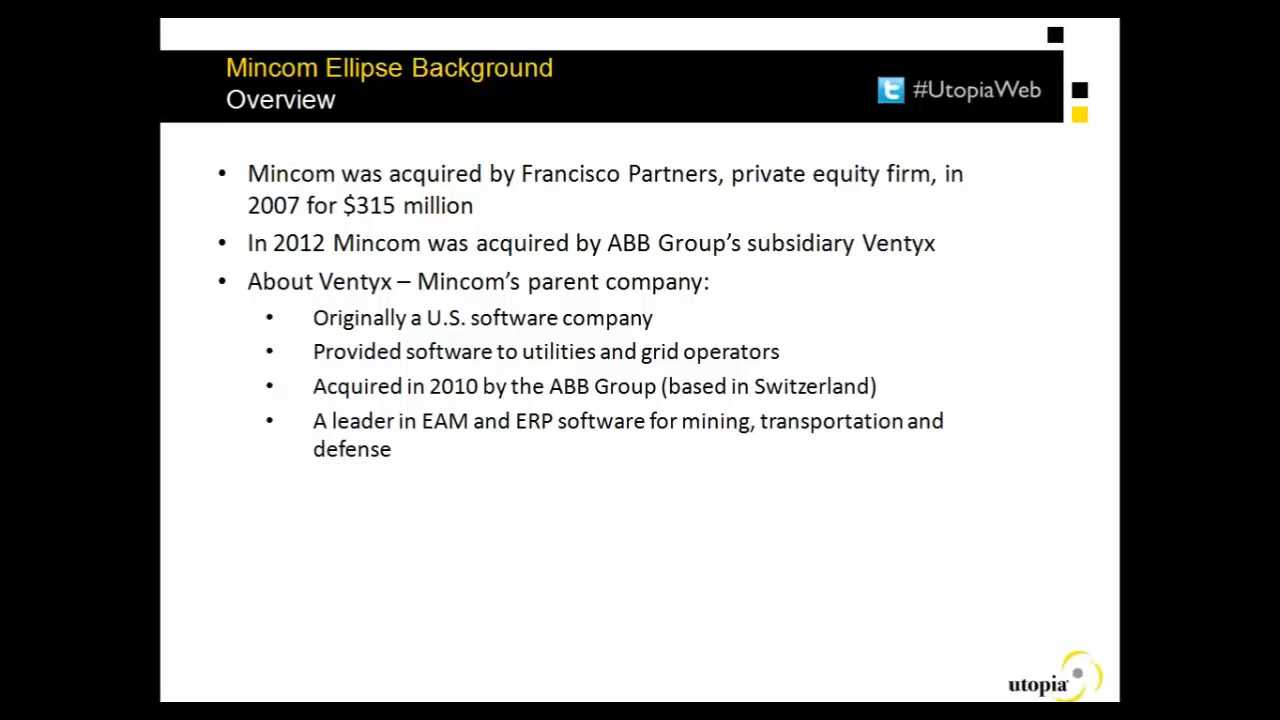 Mincom Ellipse Background
Overview
#UtopiaWeb
• Mincom was acquired by Francisco Partners, private equity firm, in
2007 for $315 million
• In 2012 Mincom was acquired by ABB Group’s subsidiary Ventyx
• About Ventyx – Mincom’s parent company:
• Originally a U.S. software company
• Provided software to utilities and grid operators
• Acquired in 2010 by the ABB Group (based in Switzerland)
• A leader in EAM and ERP software for mining, transportation and
defense
utopia